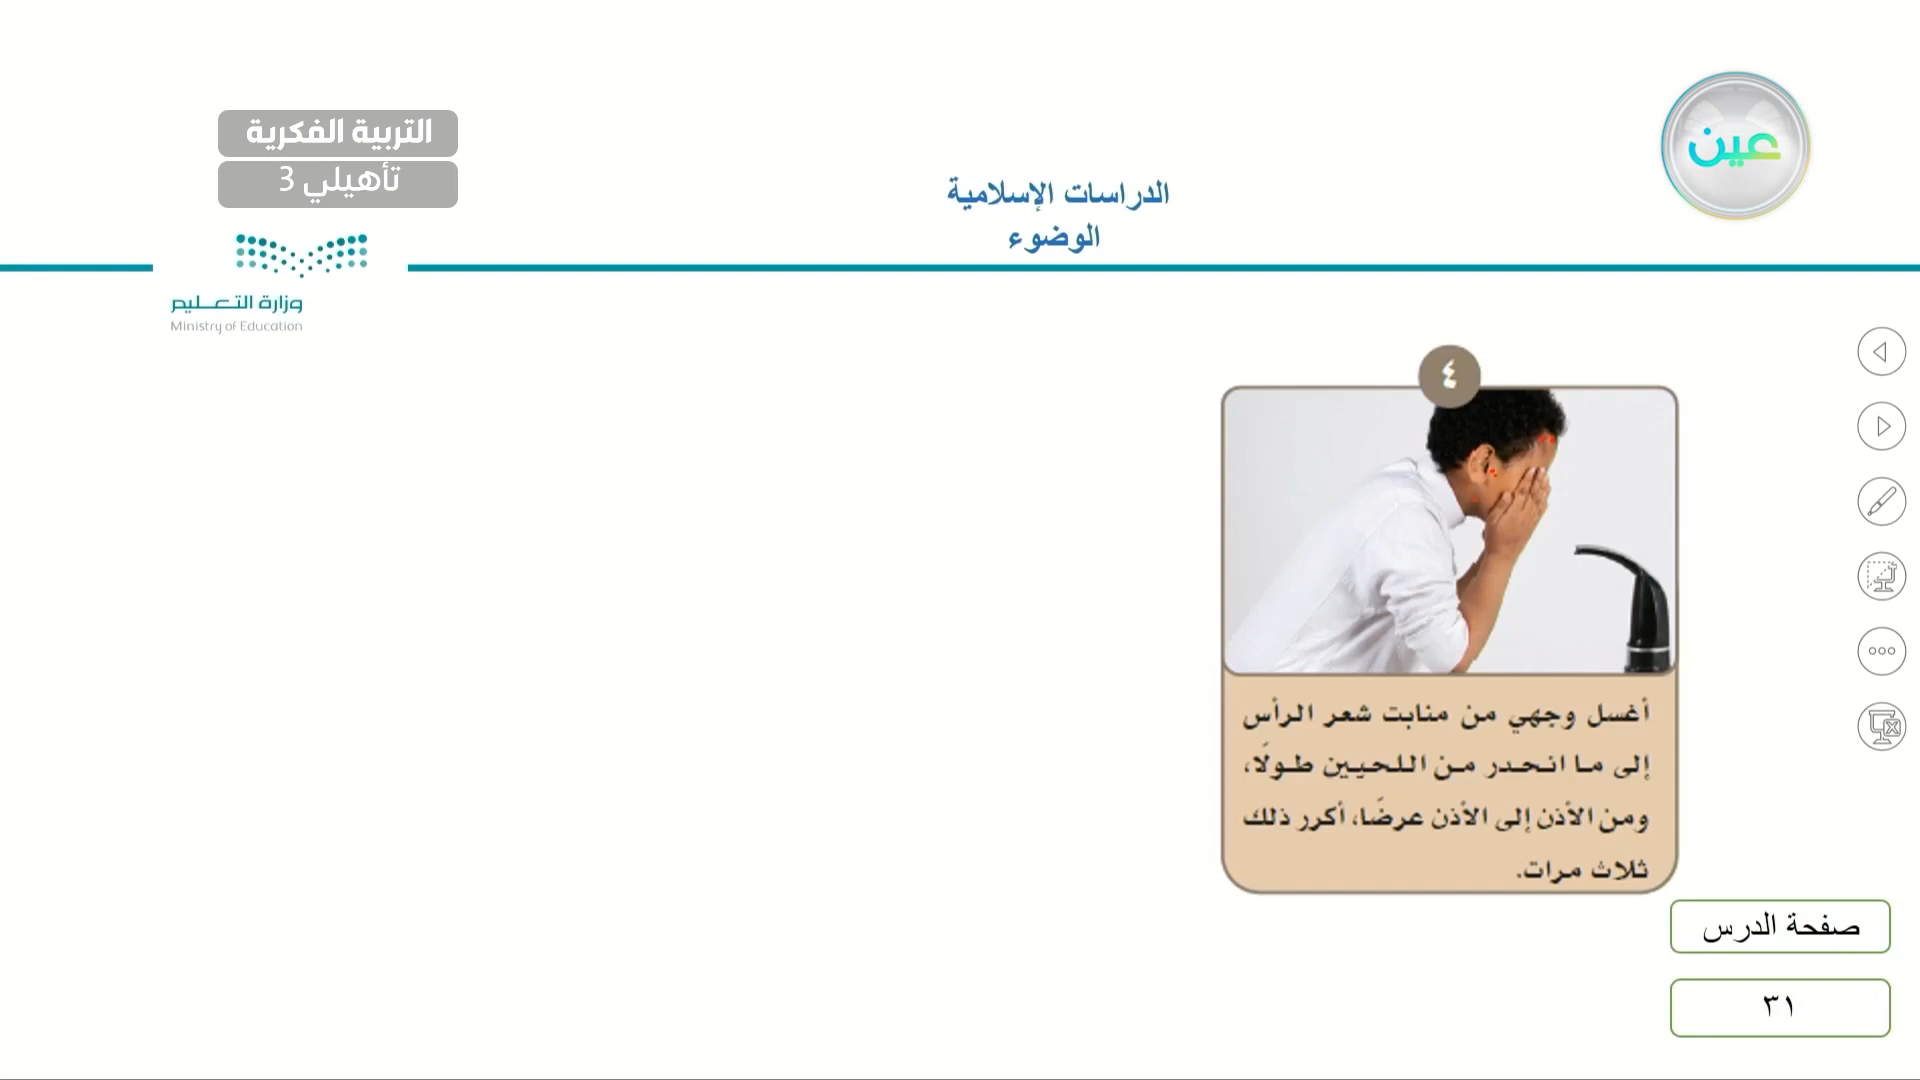 عين
التربية الفكرية
تأهيلي 3
الدراسات الإسلامية
الوضوء
وزارة التعليم
Ministry of Education
٤
أغسل وجهي من منابت شعر الرأس
إلى ما انحدر من اللحيين طولًا،
ومن الأذن إلى الأذن عرضًا، أكرر ذلك
ثلاث مرات.
صفحة الدرس
٣١